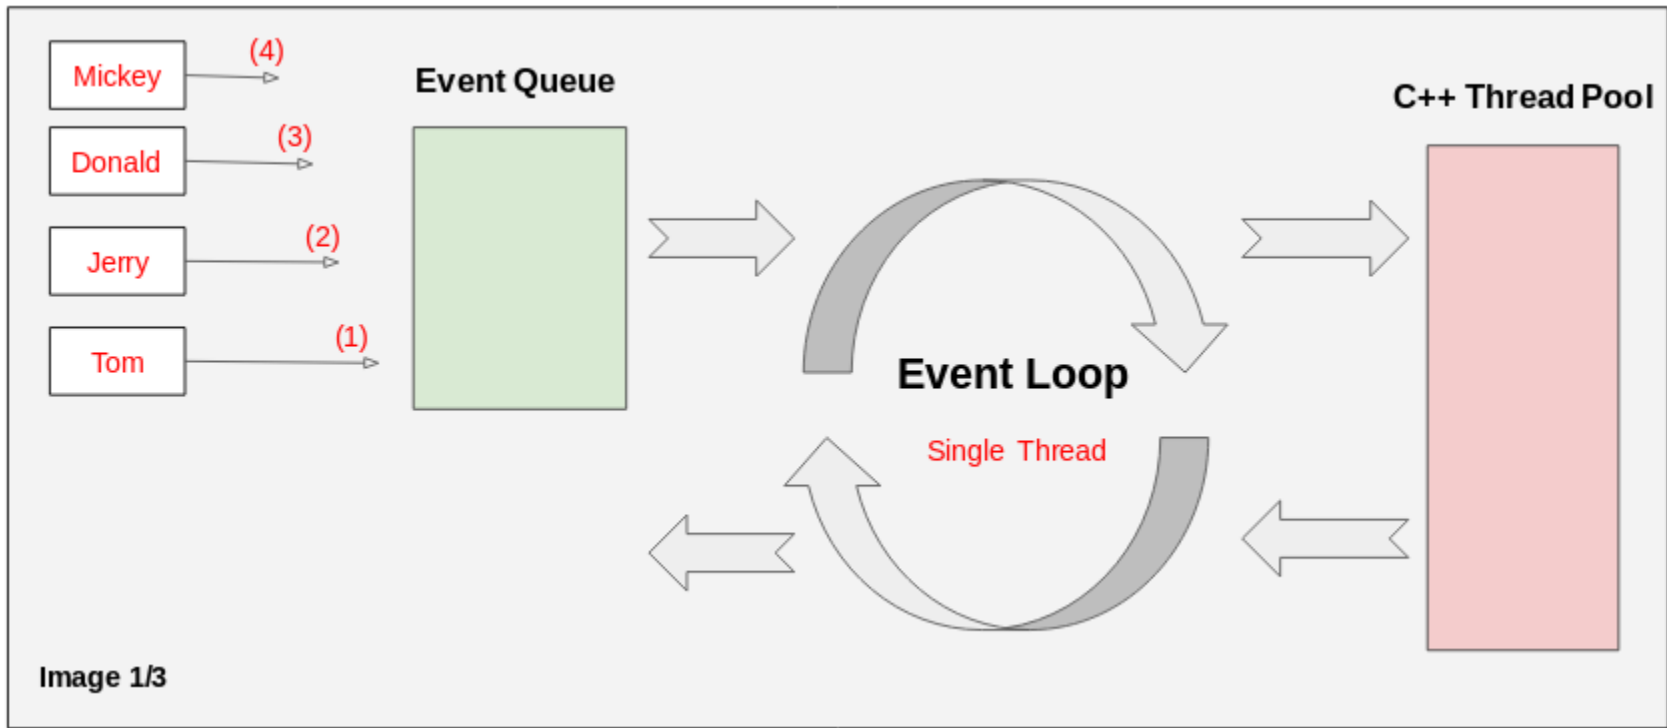 Mickey
(4)
Donald
(3)
Jerry
(2)
Tom
(1)
Event Queue
Event Loop
Single Thread
C++ Thread Pool
Image 1/3